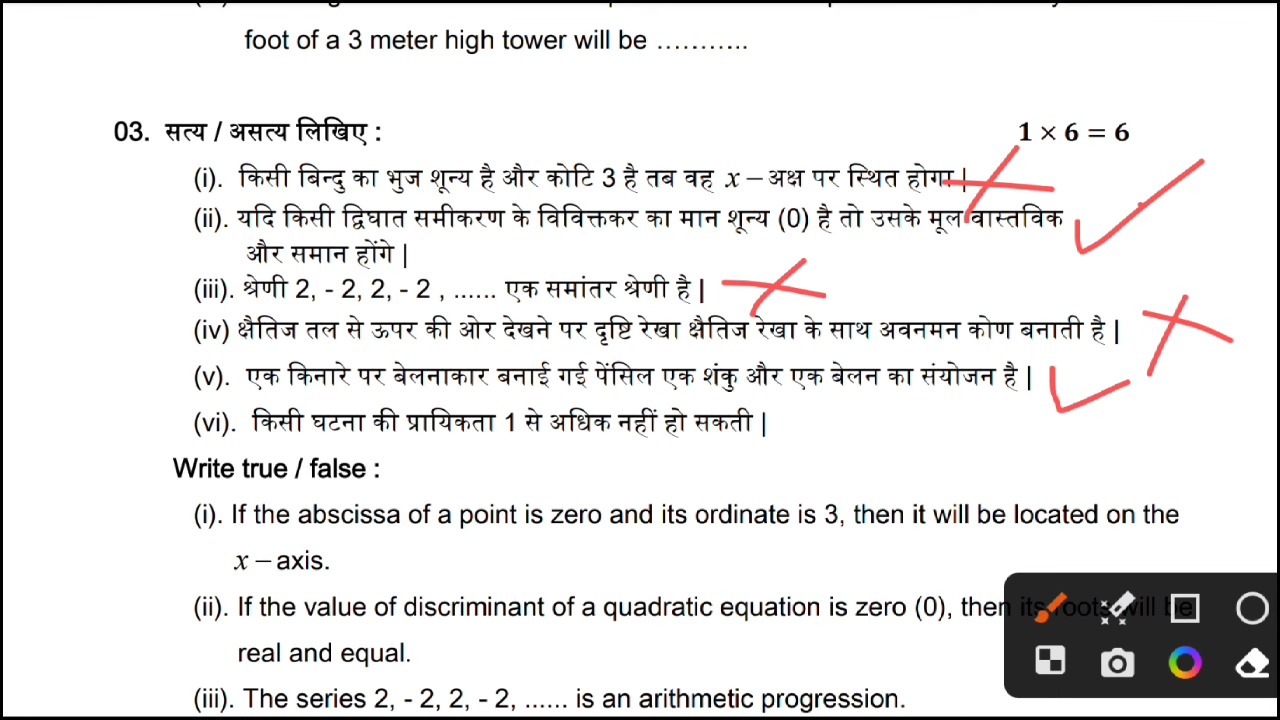 foot of a 3 meter high tower will be ………..
03. सत्य / असत्य लिखिए : 1 × 6 = 6
(i). किसी बिन्दु का भुज शून्य है और कोटि 3 है तब वह x – अक्ष पर स्थित होगा |
(ii). यदि किसी द्विघात समीकरण के विविक्तकर का मान शून्य (0) है तो उसके मूल वास्तविक
और समान होंगे |
(iii). श्रेणी 2, - 2, 2, - 2 , ...... एक समांतर श्रेणी है |
(iv) क्षैतिज तल से ऊपर की ओर देखने पर दृष्टि रेखा क्षैतिज रेखा के साथ अवनमन कोण बनाती है |
(v). एक किनारे पर बेलनाकार बनाई गई पेंसिल एक शंकु और एक बेलन का संयोजन है |
(vi). किसी घटना की प्रायिकता 1 से अधिक नहीं हो सकती |
Write true / false :
(i). If the abscissa of a point is zero and its ordinate is 3, then it will be located on the
x – axis.
(ii). If the value of discriminant of a quadratic equation is zero (0), then its roots will be
real and equal.
(iii). The series 2, - 2, 2, - 2, ...... is an arithmetic progression.